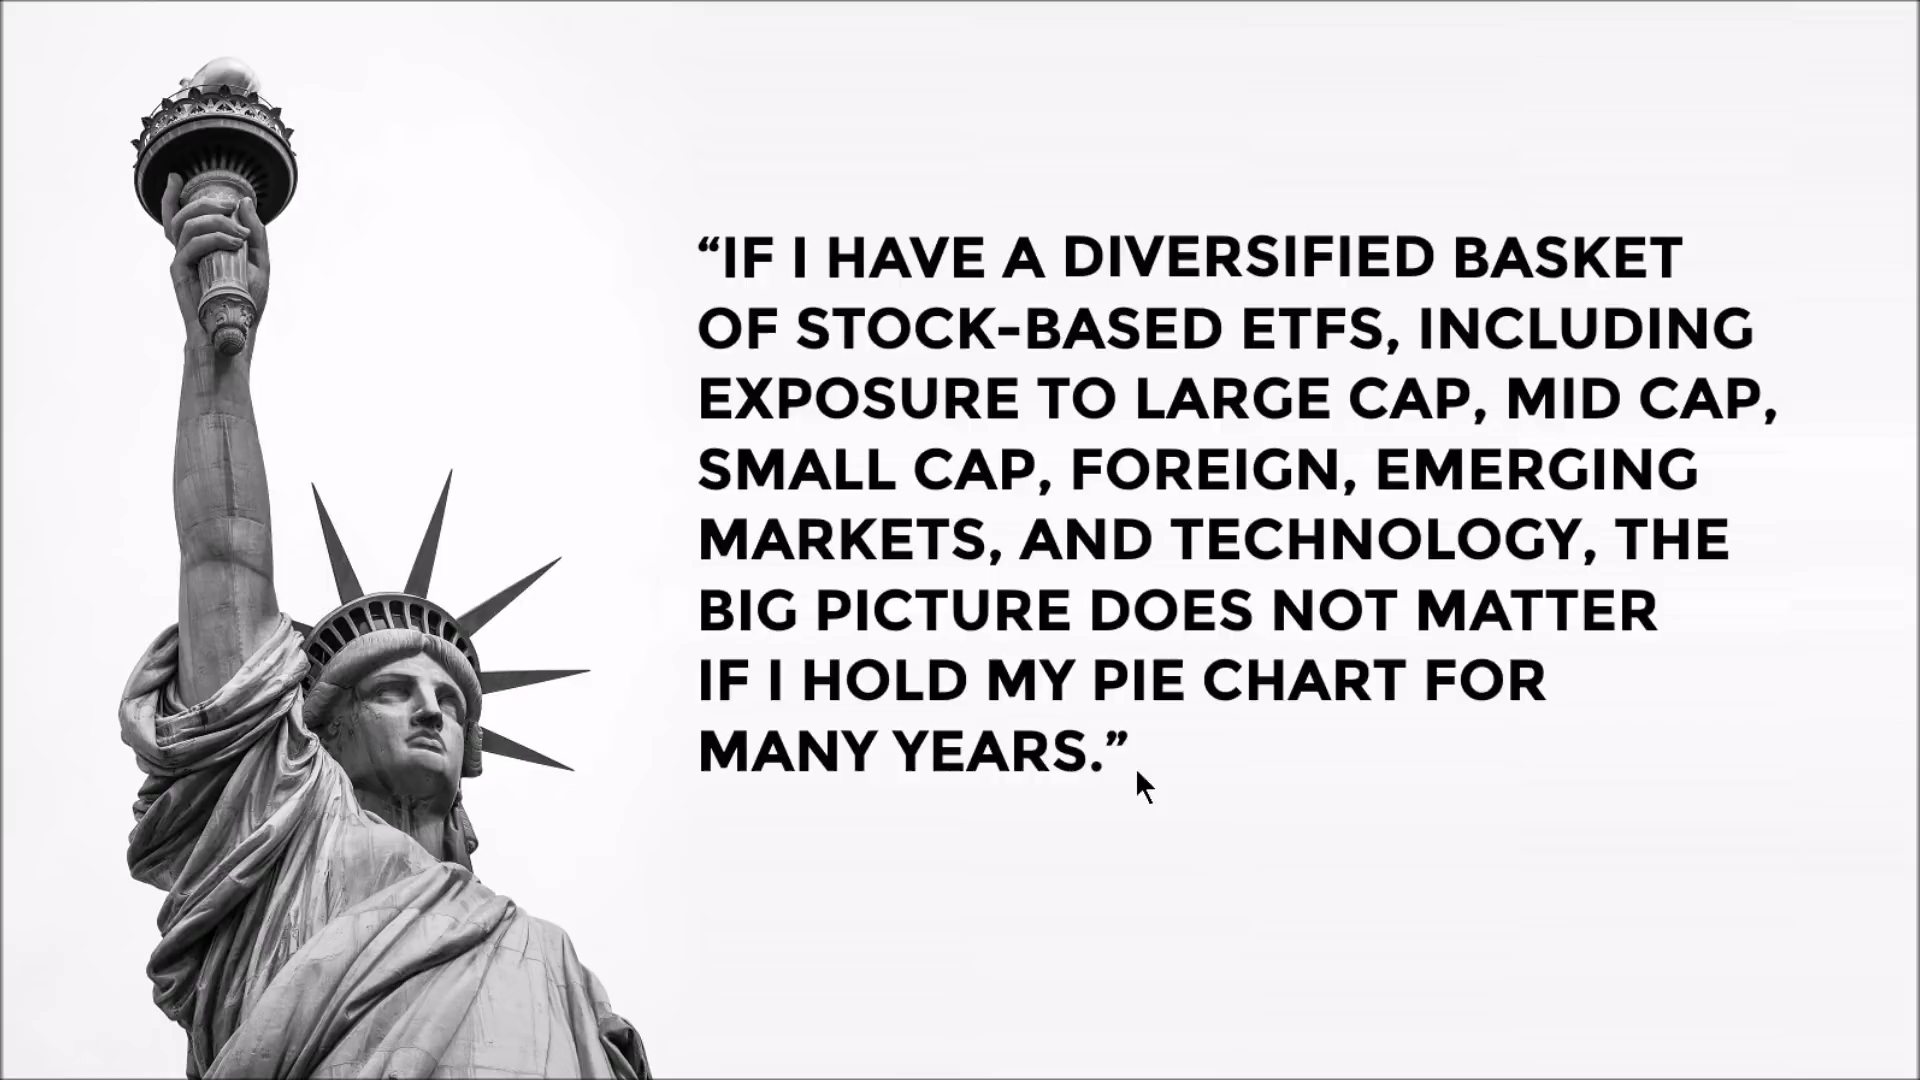 “IF I HAVE A DIVERSIFIED BASKET
OF STOCK-BASED ETFS, INCLUDING
EXPOSURE TO LARGE CAP, MID CAP,
SMALL CAP, FOREIGN, EMERGING
MARKETS, AND TECHNOLOGY, THE
BIG PICTURE DOES NOT MATTER
IF I HOLD MY PIE CHART FOR
MANY YEARS.”